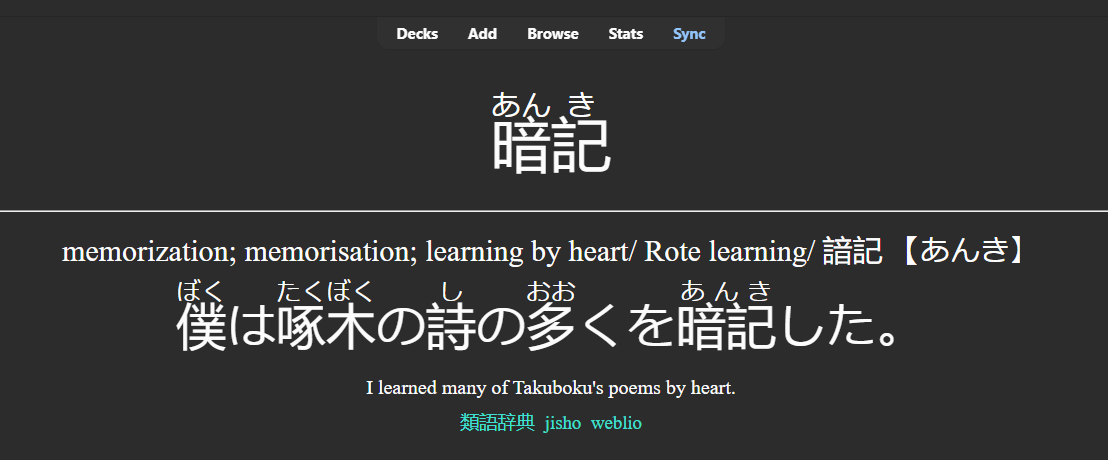 Decks Add Browse Stats Sync
あんき
暗記
memorization; memorisation; learning by heart/ Rote learning/ 諳記 【あんき】
ぼく たくぼく し おお あんき
僕は啄木の詩の多くを暗記した。
I learned many of Takuboku's poems by heart.
類語辞典 jisho weblio